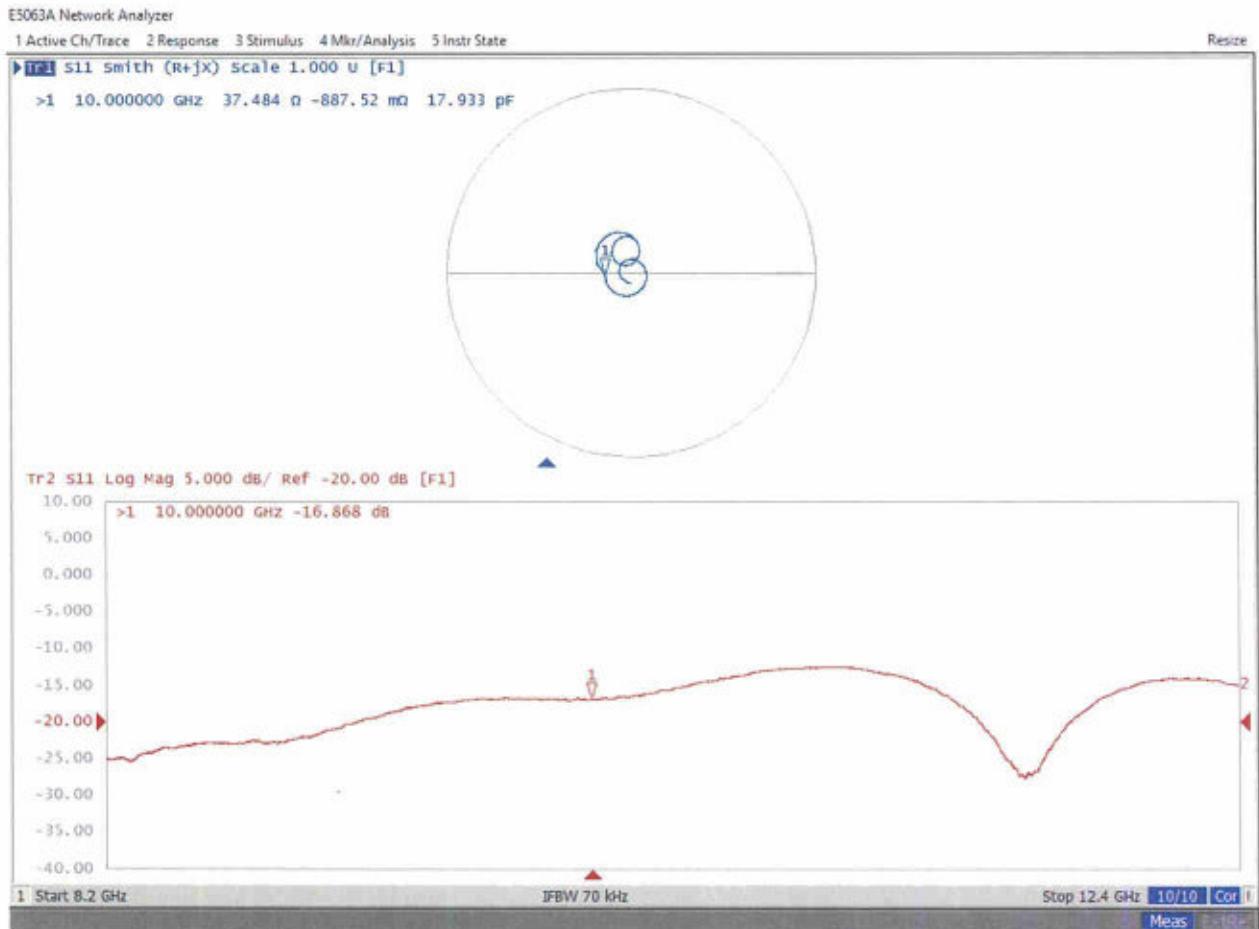 E5063A Network Analyzer
1 Active Ch/Trace 2 Response 3 Stimulus 4 Mkr/Analysis 5 Instr State Resize
Tr1 S11 Smith (R+jX) Scale 1.000 U [F1]
>1 10.000000 GHz 37.484 Ω -887.52 mΩ 17.933 pF
1
Tr2 S11 Log Mag 5.000 dB/ Ref -20.00 dB [F1]
10.00
>1 10.000000 GHz -16.868 dB
5.000
0.000
-5.000
-10.00
1
-15.00
2
-20.00
-25.00
-30.00
-35.00
-40.00
1 Start 8.2 GHz IFBW 70 kHz Stop 12.4 GHz 10/10 Cor
Meas